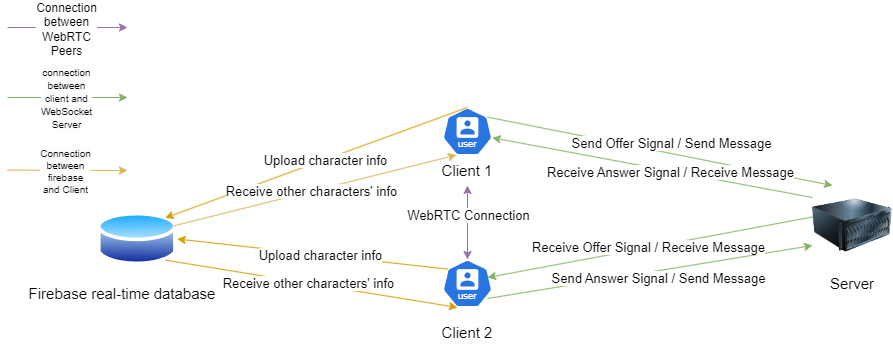 Connection
between
WebRTC
Peers
connection
between
client and
WebSocket
Server
Connection
between
firebase
and Client
user
Client 1
Send Offer Signal / Send Message
Upload character info
Receive Answer Signal / Receive Message
Receive other characters' info
WebRTC Connection
Receive Offer Signal / Receive Message
Upload character info
Send Answer Signal / Send Message
Receive other characters' info
Firebase real-time database
user
Client 2
Server